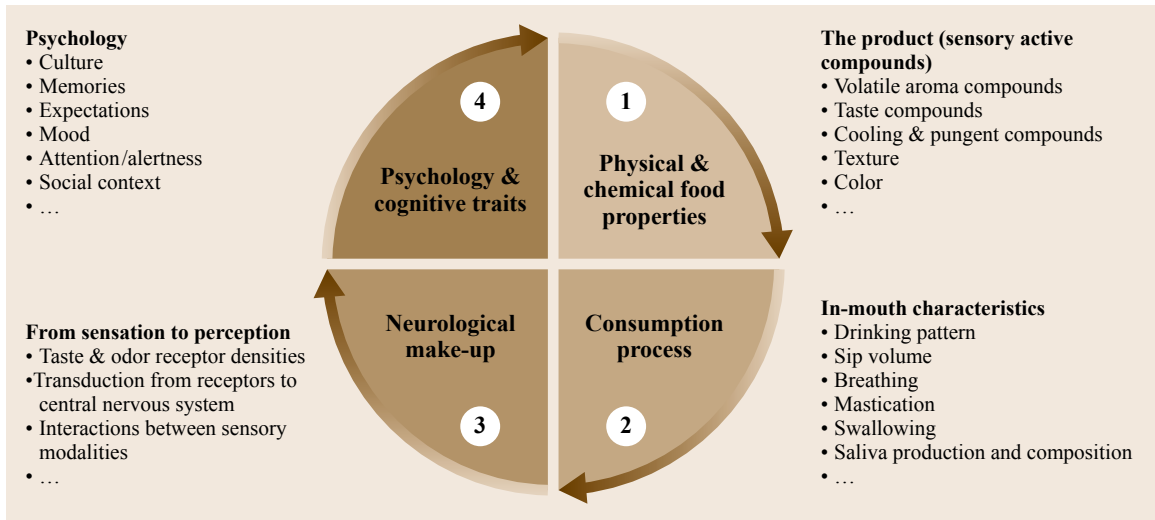 Psychology
• Culture
• Memories
• Expectations
• Mood
• Attention/alertness
• Social context
• …
4
Psychology &
cognitive traits
1
Physical &
chemical food
properties
The product (sensory active
compounds)
• Volatile aroma compounds
• Taste compounds
• Cooling & pungent compounds
• Texture
• Color
• …
From sensation to perception
• Taste & odor receptor densities
•Transduction from receptors to
central nervous system
• Interactions between sensory
modalities
• …
Neurological
make-up
3
Consumption
process
2
In-mouth characteristics
• Drinking pattern
• Sip volume
• Breathing
• Mastication
• Swallowing
• Saliva production and composition
• …